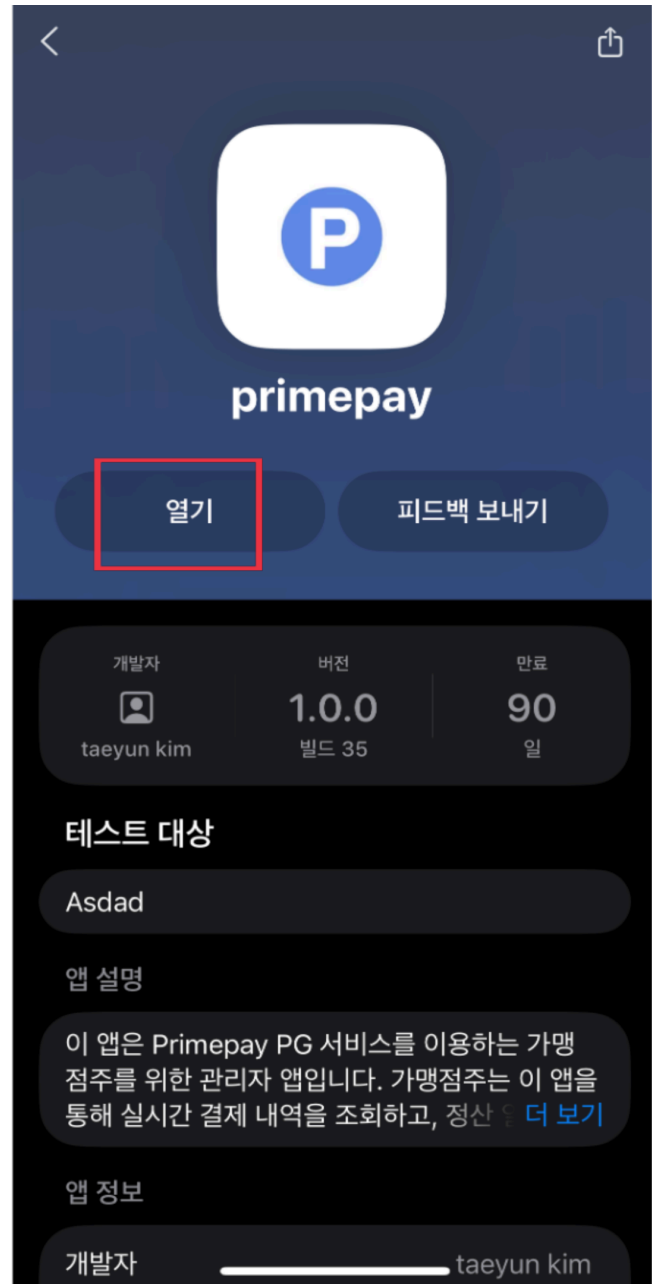 P
primepay
열기 피드백 보내기
개발자 버전 만료
1.0.0 90
taeyun kim 빌드 35 일
테스트 대상
Asdad
앱 설명
이 앱은 Primepay PG 서비스를 이용하는 가맹
점주를 위한 관리자 앱입니다. 가맹점주는 이 앱을
통해 실시간 결제 내역을 조회하고, 정산 더 보기
앱 정보
개발자 taeyun kim